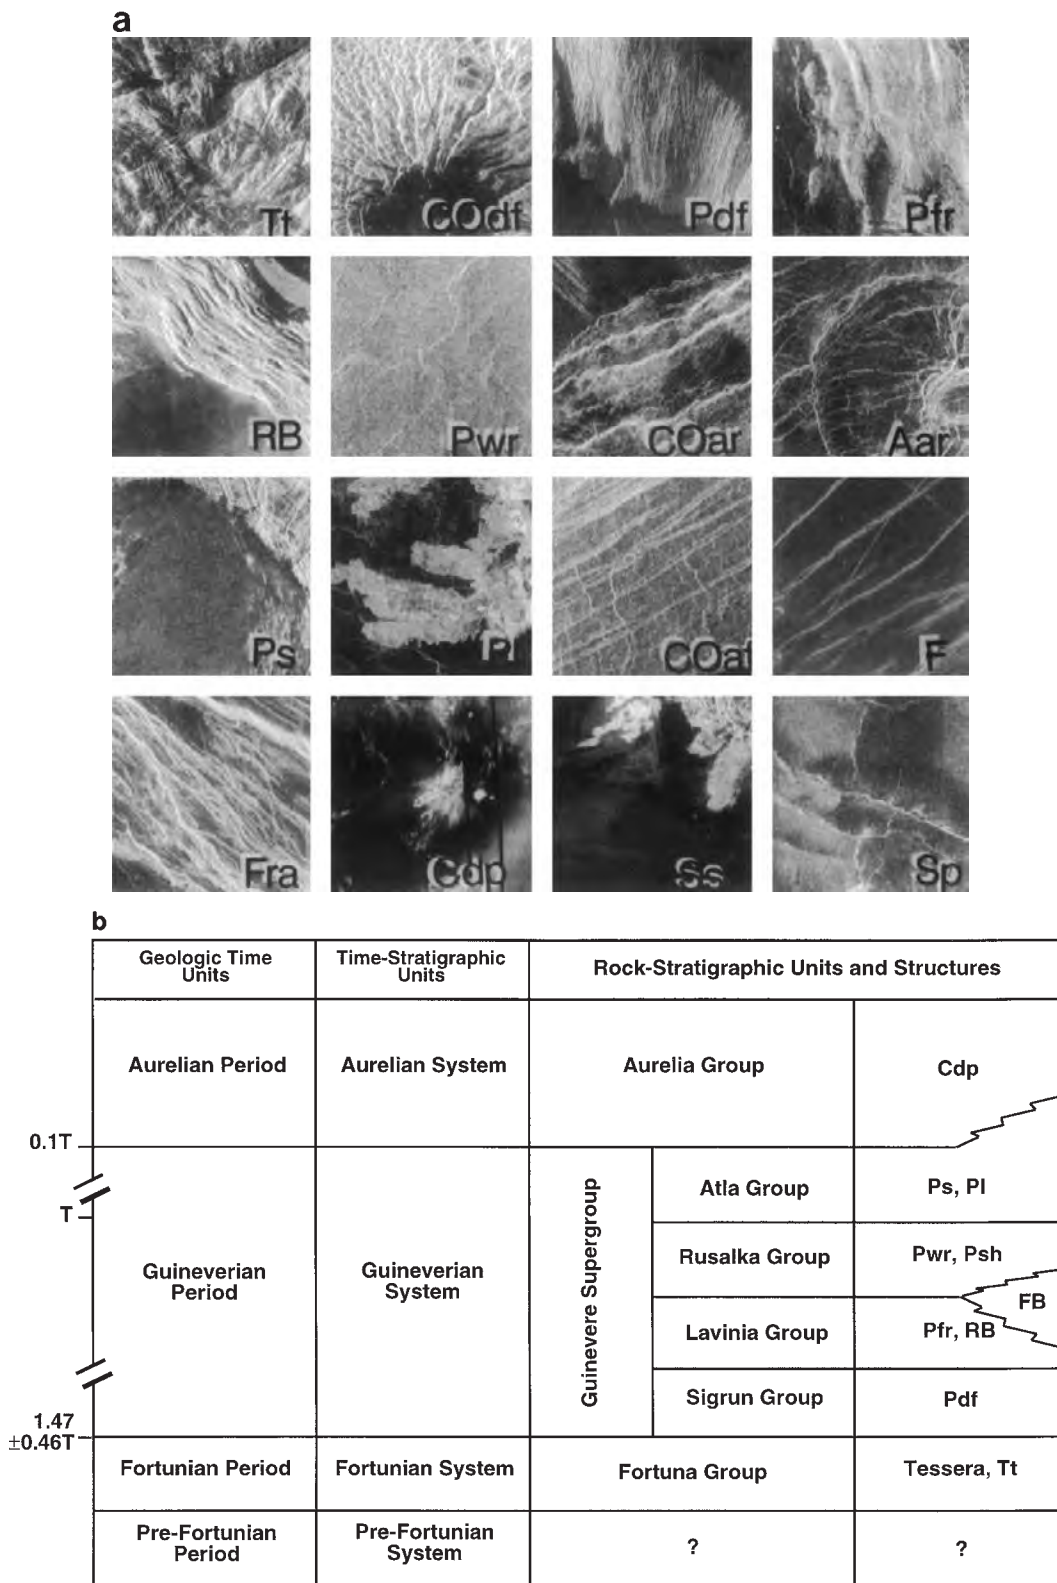 a
Tt COdf Pdf Pfr
RB Pwr COar Aar
Ps Pl COaf F
Fra Cdp Ss Sp
b
Geologic Time
Units
Time-Stratigraphic
Units
Rock-Stratigraphic Units and Structures
Aurelian Period
Aurelian System
Aurelia Group
Cdp
0.1T
T
Guineverian
Period
Guineverian
System
Guinevere Supergroup
Atla Group
Ps, Pl
Rusalka Group
Pwr, Psh
FB
Lavinia Group
Pfr, RB
Sigrun Group
Pdf
1.47
±0.46T
Fortunian Period
Fortunian System
Fortuna Group
Tessera, Tt
Pre-Fortunian
Period
Pre-Fortunian
System
?
?